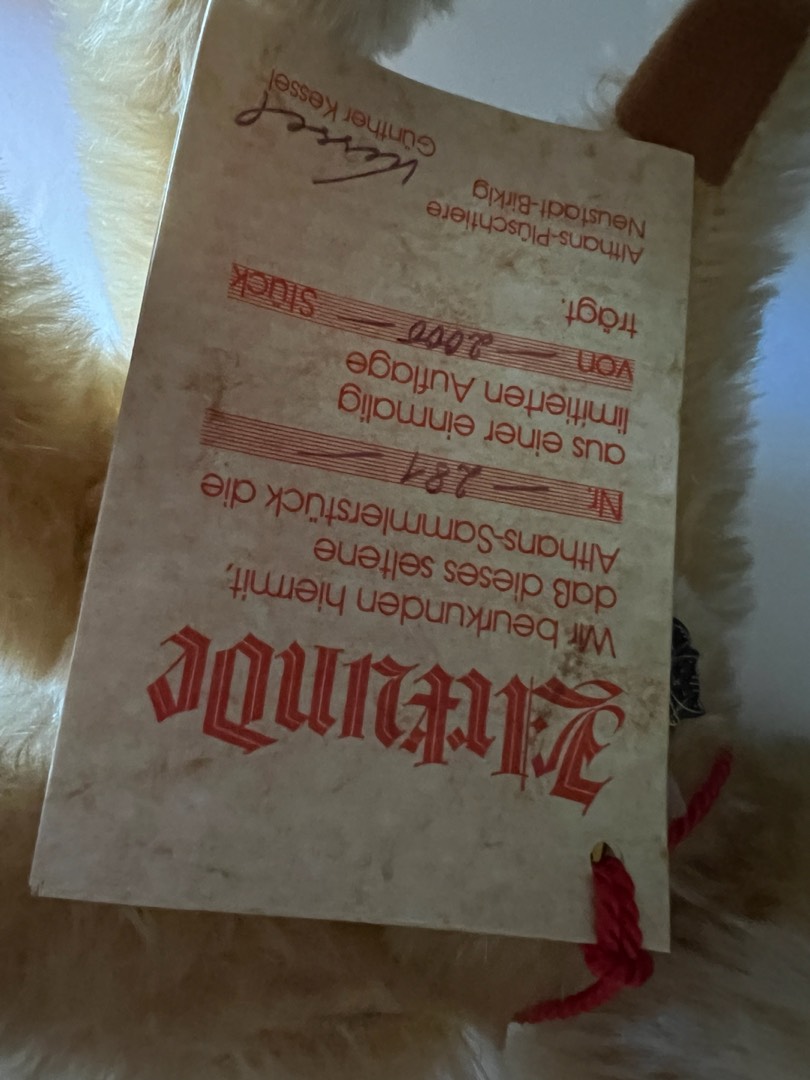 Urkunde
Wir beurkunden hiermit,
daß dieses seltene
Althans-Sammlerstück die
Nr. — 281 —
aus einer einmalig
limitierten Auflage
von — 2000 — Stück
trägt.
Althans-Plüschtiere
Neustadt-Birkig
Kessel
Günther Kessel